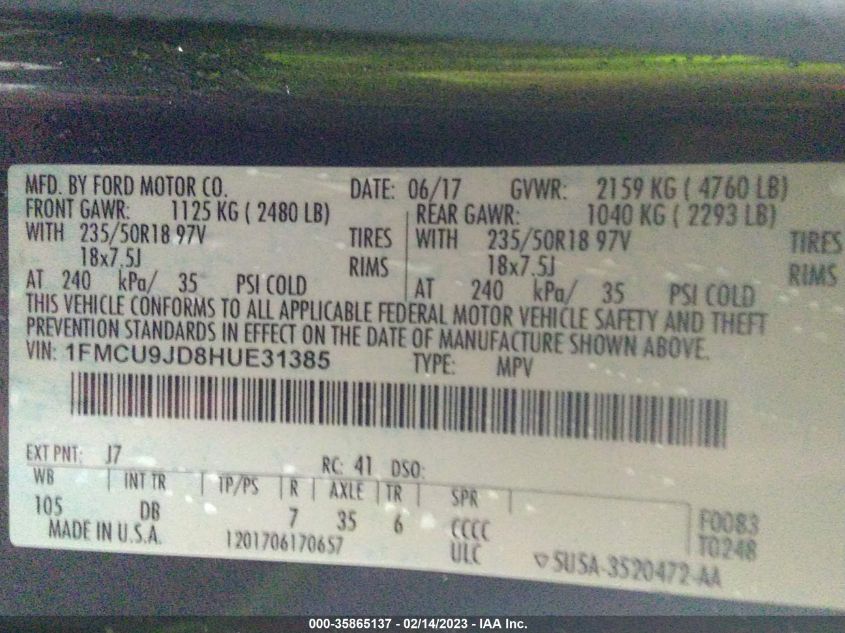 MFD. BY FORD MOTOR CO. DATE: 06/17 GVWR: 2159 KG ( 4760 LB)
FRONT GAWR: 1125 KG ( 2480 LB) REAR GAWR: 1040 KG ( 2293 LB)
WITH 235/50R18 97V TIRES WITH 235/50R18 97V TIRES
18x7.5J RIMS 18x7.5J RIMS
AT 240 kPa/ 35 PSI COLD AT 240 kPa/ 35 PSI COLD
THIS VEHICLE CONFORMS TO ALL APPLICABLE FEDERAL MOTOR VEHICLE SAFETY AND THEFT
PREVENTION STANDARDS IN EFFECT ON THE DATE OF MANUFACTURE SHOWN ABOVE.
VIN: 1FMCU9JD8HUE31385 TYPE: MPV
EXT PNT: J7 RC: 41 DSO:
WB INT TR TP/PS R AXLE TR SPR
105 DB 7 35 6 CCCC F0083
MADE IN U.S.A. 1201706170657 ULC T0248
5U5A-3520472-AA
000-35865137 - 02/14/2023 - IAA Inc.